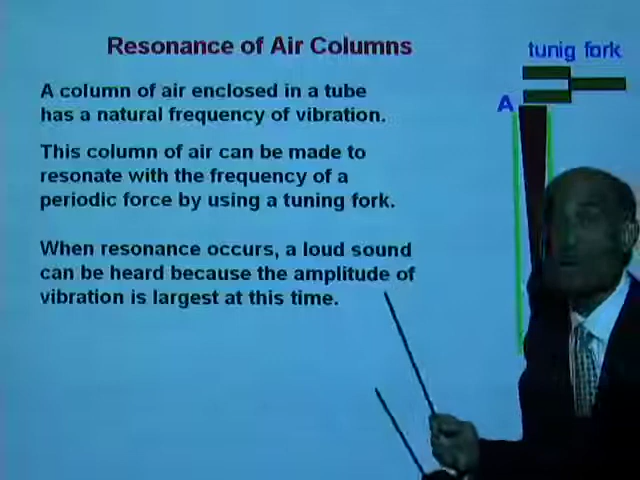 Resonance of Air Columns
tunig fork
A column of air enclosed in a tube
has a natural frequency of vibration.
A
This column of air can be made to
resonate with the frequency of a
periodic force by using a tuning fork.
When resonance occurs, a loud sound
can be heard because the amplitude of
vibration is largest at this time.